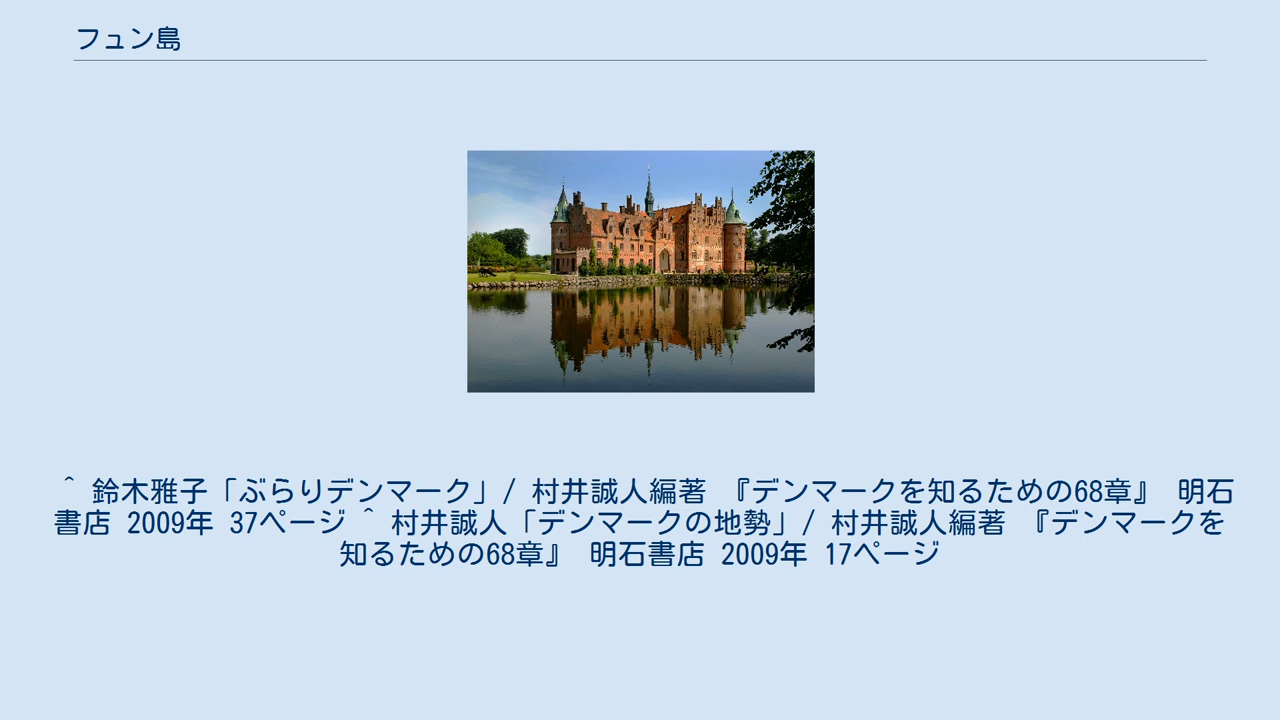 フュン島
^ 鈴木雅子「ぶらりデンマーク」/ 村井誠人編著 『デンマークを知るための68章』 明石
書店 2009年 37ページ ^ 村井誠人「デンマークの地勢」/ 村井誠人編著 『デンマークを
知るための68章』 明石書店 2009年 17ページ